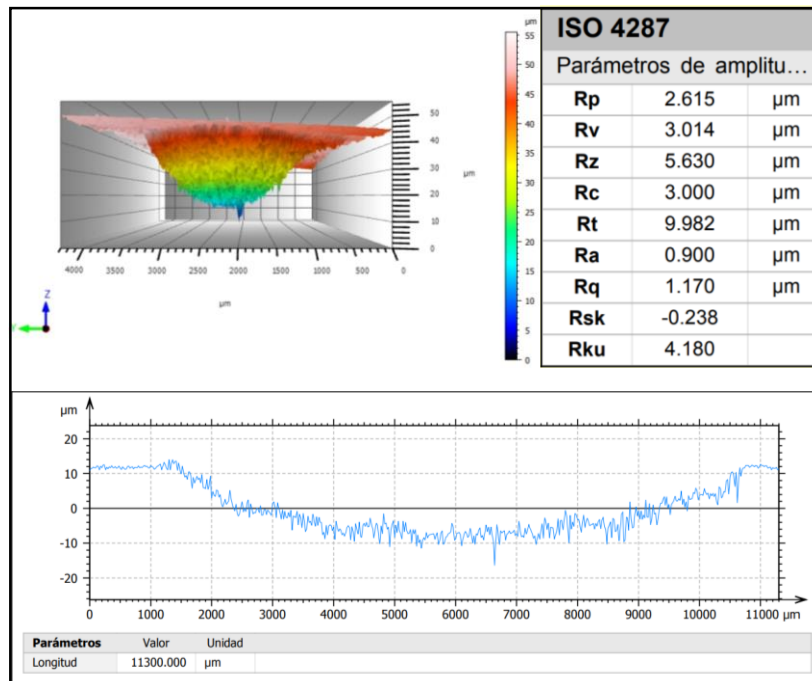 µm
55
50
45
40
35
30
25
20
15
10
5
0
50
40
30
20
10
0
µm
4000 3500 3000 2500 2000 1500 1000 500 0
µm
Z
Y
ISO 4287
Parámetros de amplitu...
Rp 2.615 µm
Rv 3.014 µm
Rz 5.630 µm
Rc 3.000 µm
Rt 9.982 µm
Ra 0.900 µm
Rq 1.170 µm
Rsk -0.238
Rku 4.180
µm
20
10
0
-10
-20
0 1000 2000 3000 4000 5000 6000 7000 8000 9000 10000 11000 µm
Parámetros Valor Unidad
Longitud 11300.000 µm